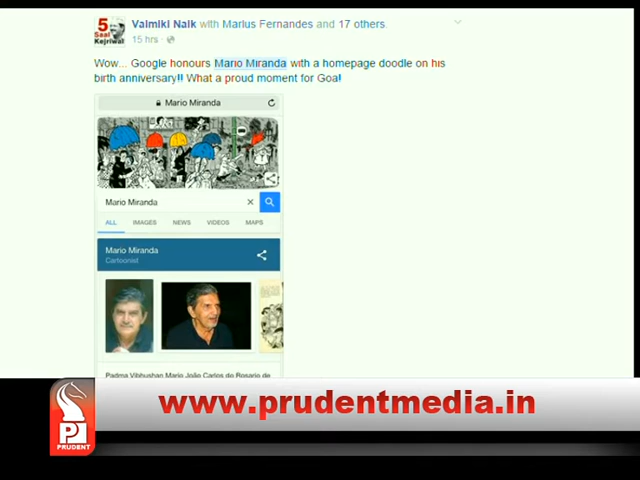 5
Saal
Kejriwal
Valmiki Naik with Marius Fernandes and 17 others.
15 hrs ·
Wow... Google honours Mario Miranda with a homepage doodle on his
birth anniversary!! What a proud moment for Goa!
Mario Miranda
Mario Miranda
ALL IMAGES NEWS VIDEOS MAPS
Mario Miranda
Cartoonist
Padma Vibhushan Mario João Carlos do Rosario de
www.prudentmedia.in
PRUDENT